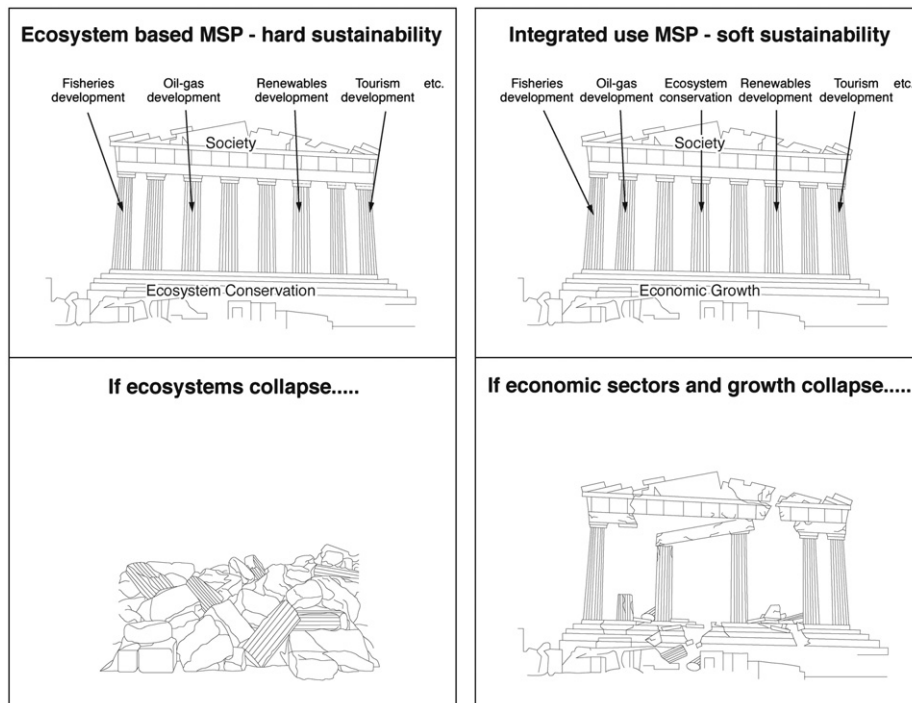 Ecosystem based MSP - hard sustainability
Fisheries development
Oil-gas development
Renewables development
Tourism development
etc.
Society
Ecosystem Conservation
Integrated use MSP - soft sustainability
Fisheries development
Oil-gas development
Ecosystem conservation
Renewables development
Tourism development
etc.
Society
Economic Growth
If ecosystems collapse.....
If economic sectors and growth collapse.....